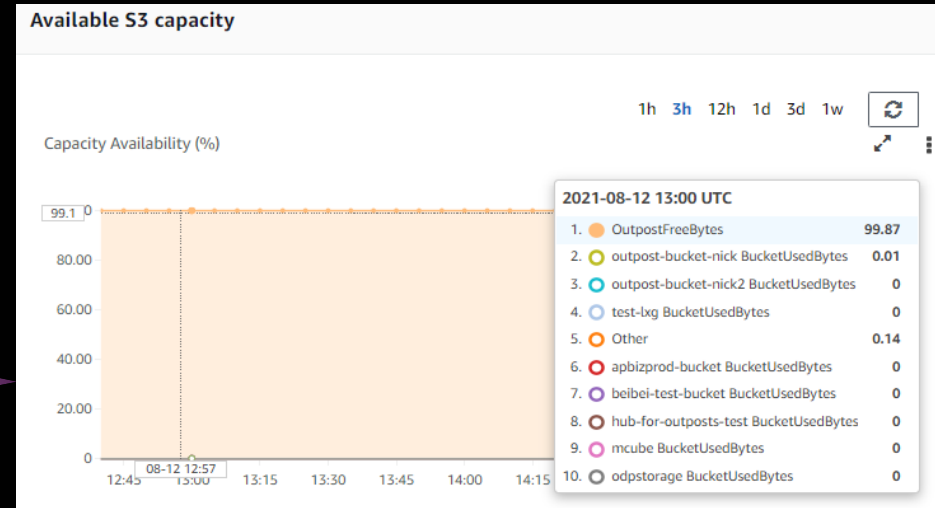 Available S3 capacity
1h 3h 12h 1d 3d 1w
Capacity Availability (%)
2021-08-12 13:00 UTC
1. OutpostFreeBytes 99.87
2. outpost-bucket-nick BucketUsedBytes 0.01
3. outpost-bucket-nick2 BucketUsedBytes 0
4. test-lxg BucketUsedBytes 0
5. Other 0.14
6. apbizprod-bucket BucketUsedBytes 0
7. beibei-test-bucket BucketUsedBytes 0
8. hub-for-outposts-test BucketUsedBytes 0
9. mcube BucketUsedBytes 0
10. odpstorage BucketUsedBytes 0
99.1 0
80.00
60.00
40.00
20.00
0
08-12 12:57
12:45 13:00 13:15 13:30 13:45 14:00 14:15